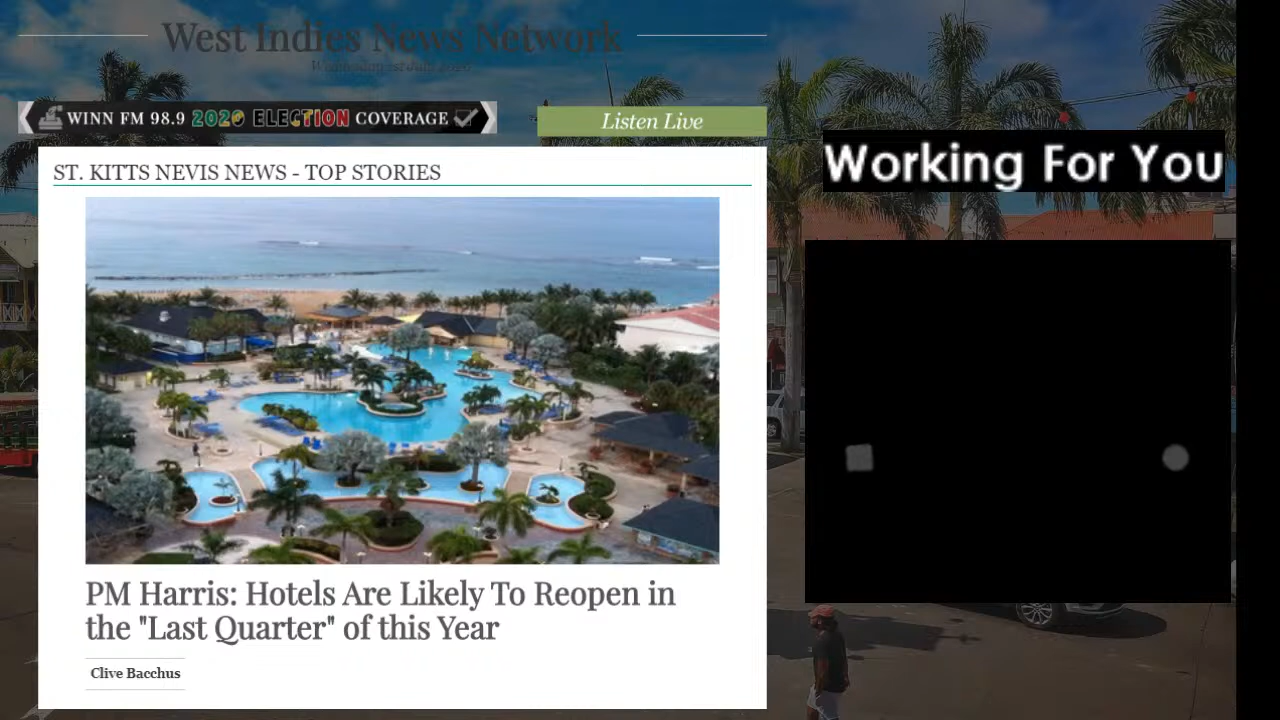 West Indies News Network
WINN FM 98.9 2020 ELECTION COVERAGE
Listen Live
Working For You
ST. KITTS NEVIS NEWS - TOP STORIES
PM Harris: Hotels Are Likely To Reopen in
the "Last Quarter" of this Year
Clive Bacchus